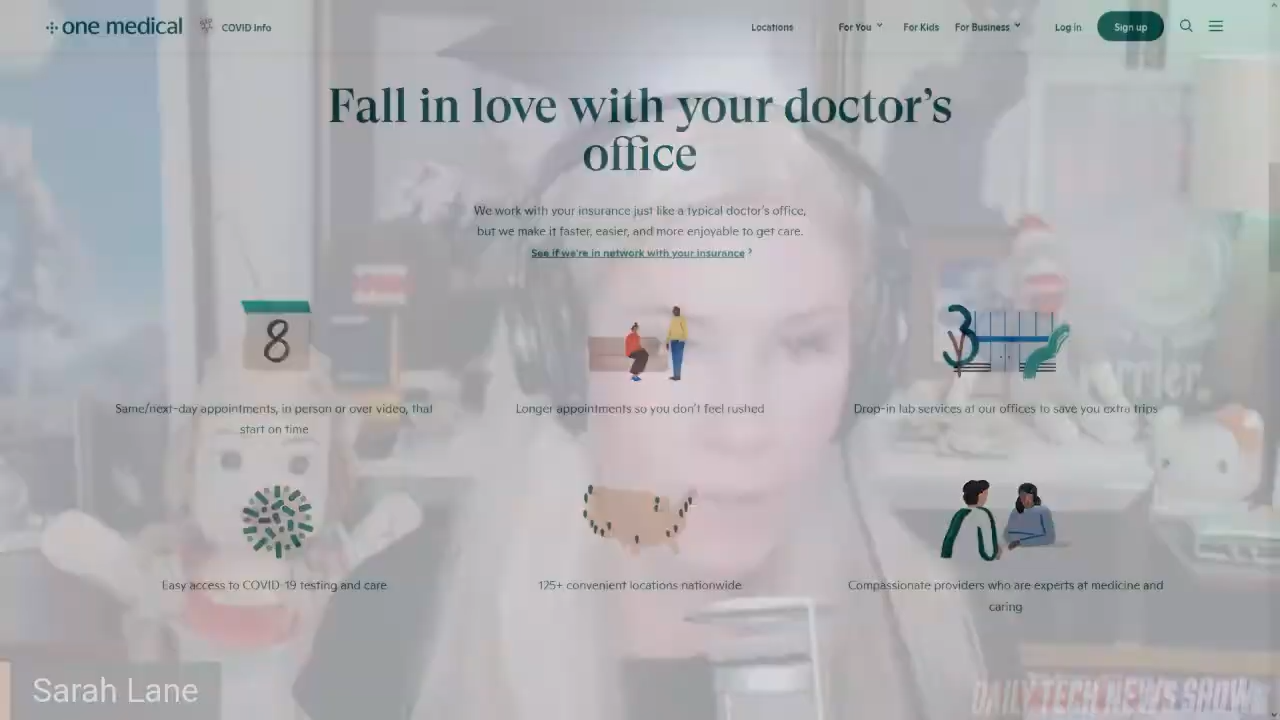 one medical
COVID Info
Locations
For You
For Kids
For Business
Log in
Sign up
Fall in love with your doctor's
office
We work with your insurance just like a typical doctor's office,
but we make it faster, easier, and more enjoyable to get care.
See if we're in network with your insurance
8
3
Same/next-day appointments, in person or over video, that
start on time
Longer appointments so you don't feel rushed
Drop-in lab services at our offices to save you extra trips
Easy access to COVID-19 testing and care
125+ convenient locations nationwide
Compassionate providers who are experts at medicine and
caring
Sarah Lane
DAILY TECH NEWS SHOW